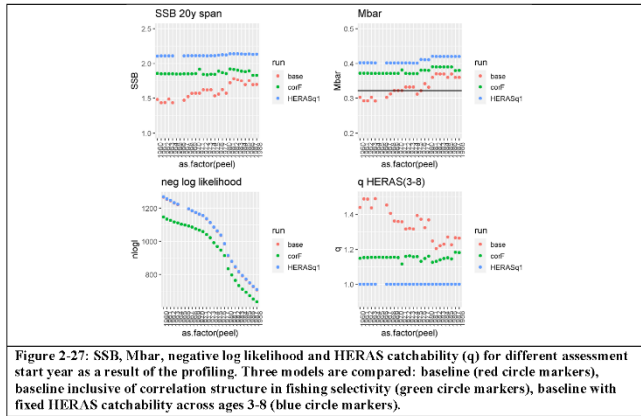 SSB 20y span
SSB
2.5
2.0
1.5
1.0
as.factor(peel)
run
base
corF
HERASq1
Mbar
Mbar
0.5
0.4
0.3
0.2
as.factor(peel)
run
base
corF
HERASq1
neg log likelihood
nlogl
1200
1000
800
as.factor(peel)
run
base
corF
HERASq1
q HERAS(3-8)
q
1.4
1.2
1.0
as.factor(peel)
run
base
corF
HERASq1
Figure 2-27: SSB, Mbar, negative log likelihood and HERAS catchability (q) for different assessment
start year as a result of the profiling. Three models are compared: baseline (red circle markers),
baseline inclusive of correlation structure in fishing selectivity (green circle markers), baseline with
fixed HERAS catchability across ages 3-8 (blue circle markers).